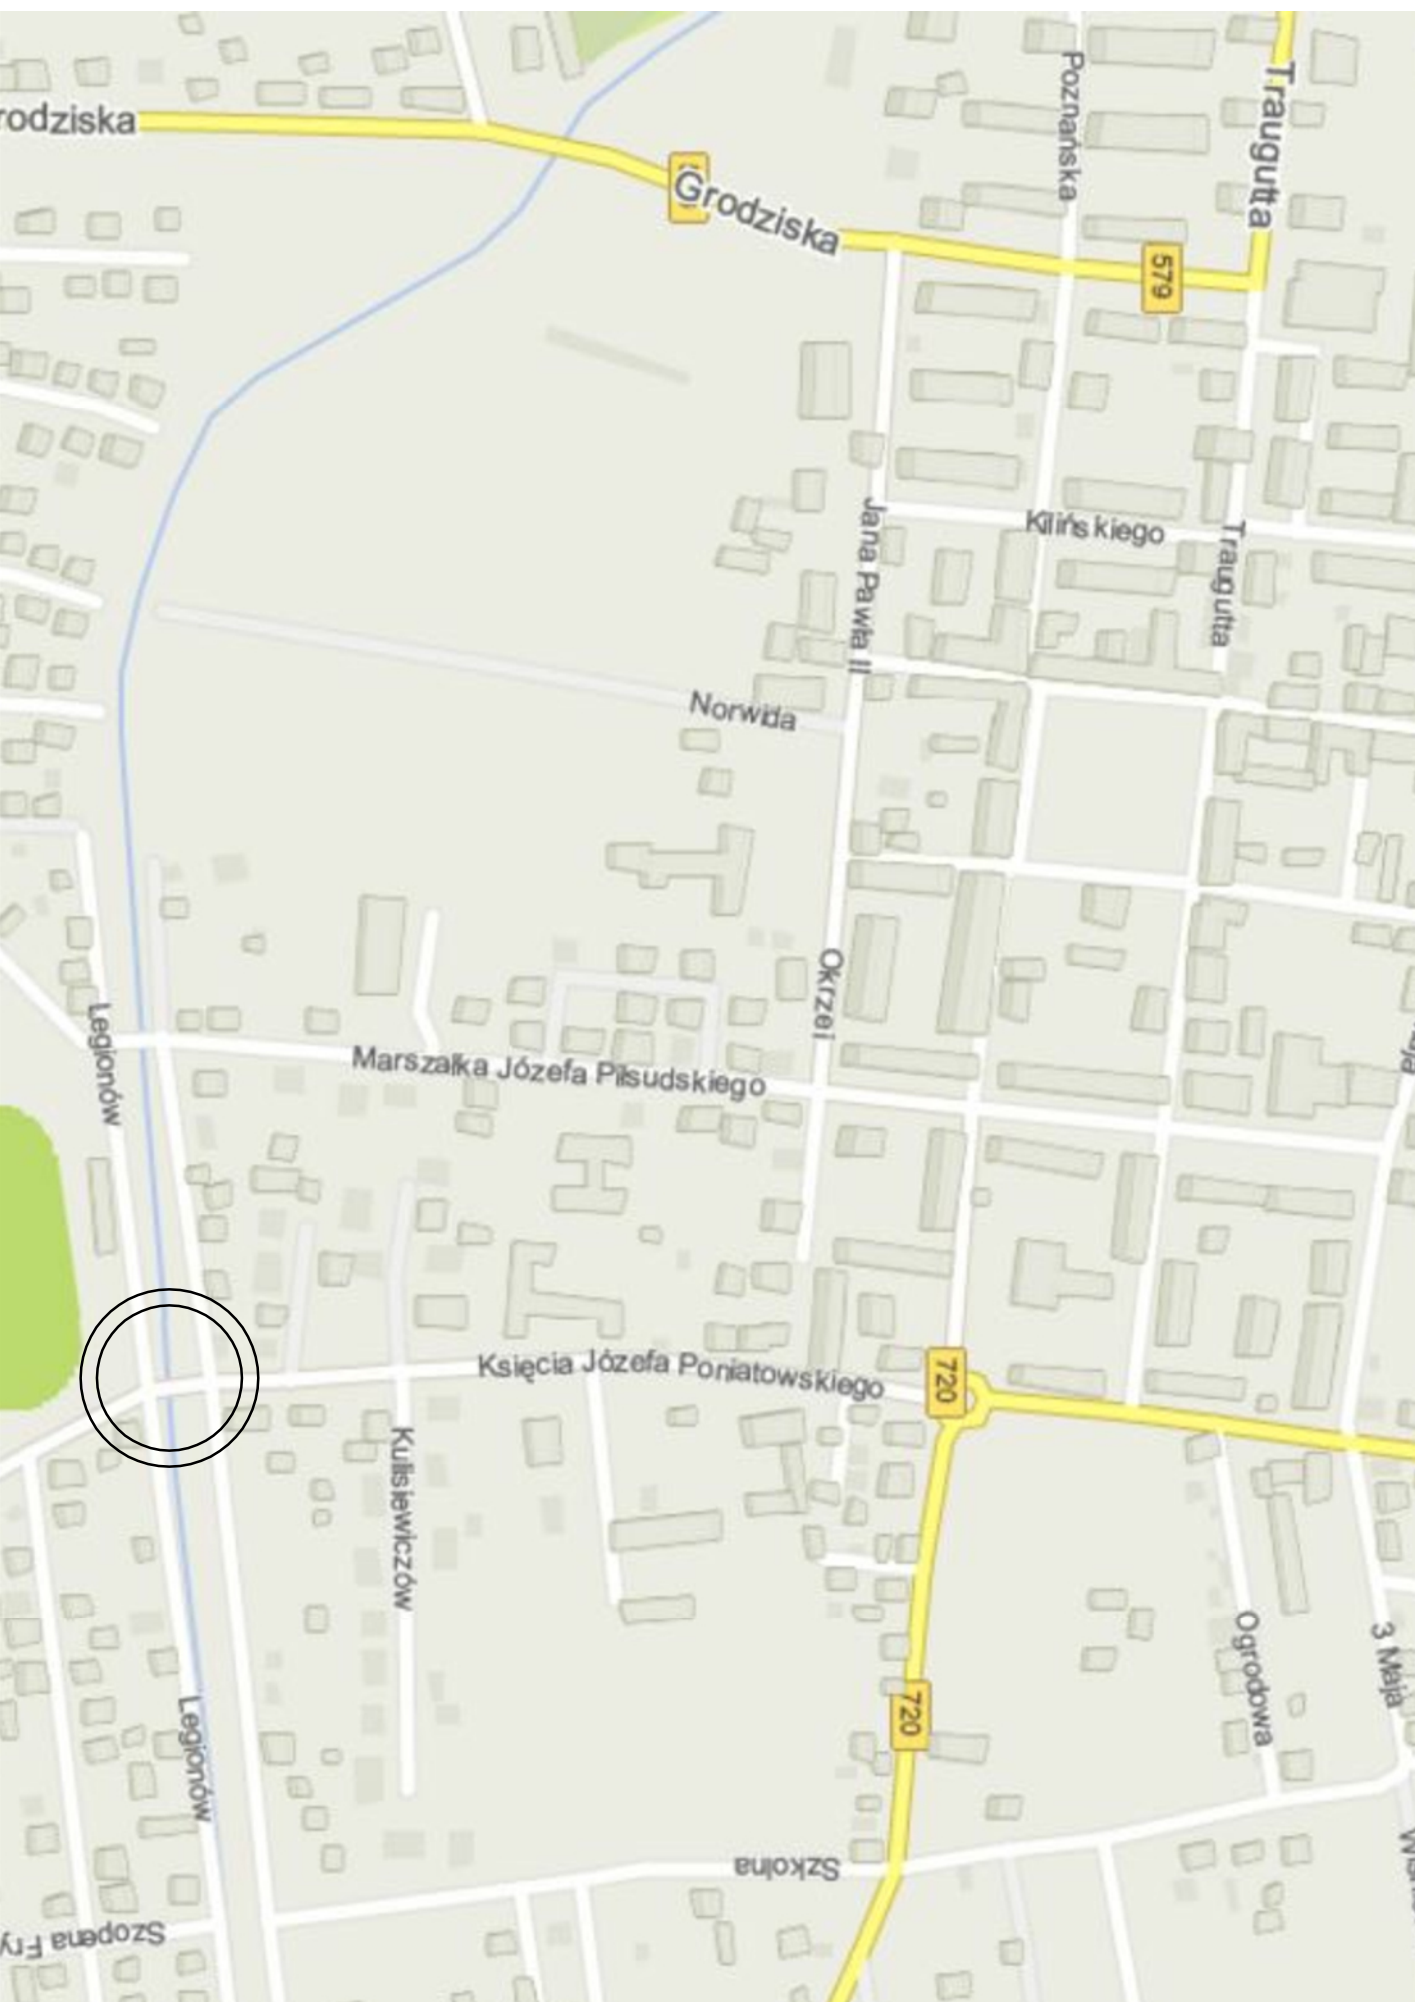 rodziska
Grodziska
Poznańska
Traugutta
579
Kilińskiego
Jana Pawła II
Traugutta
Norwida
Okrzei
Legionów
Marszałka Józefa Piłsudskiego
Księcia Józefa Poniatowskiego
720
Kulisiewiczów
Ogrodowa
3 Maja
720
Legionów
Szkolna
Szopena Fry